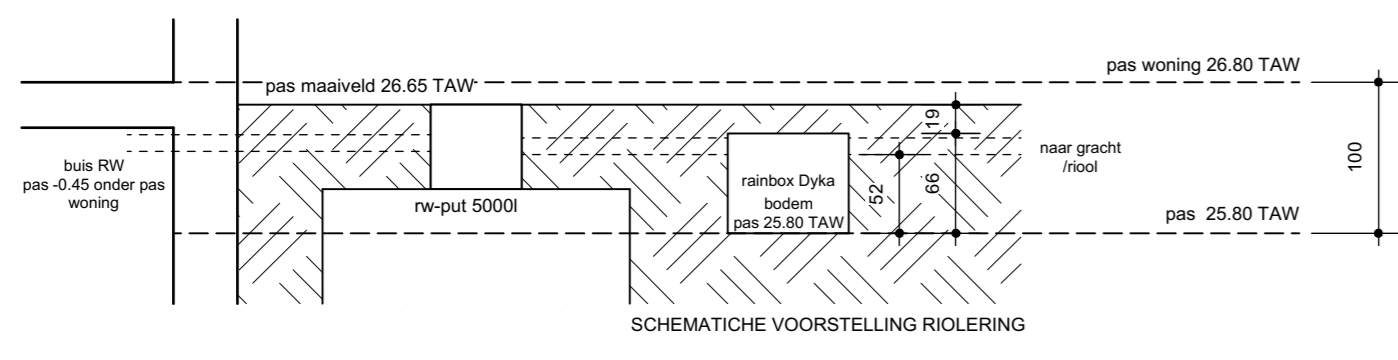 pas woning 26.80 TAW
pas maaiveld 26.65 TAW
19
naar gracht
/riool
100
buis RW
pas -0.45 onder pas
woning
rainbox Dyka
bodem
pas 25.80 TAW
52
66
rw-put 5000l
pas 25.80 TAW
SCHEMATICHE VOORSTELLING RIOLERING